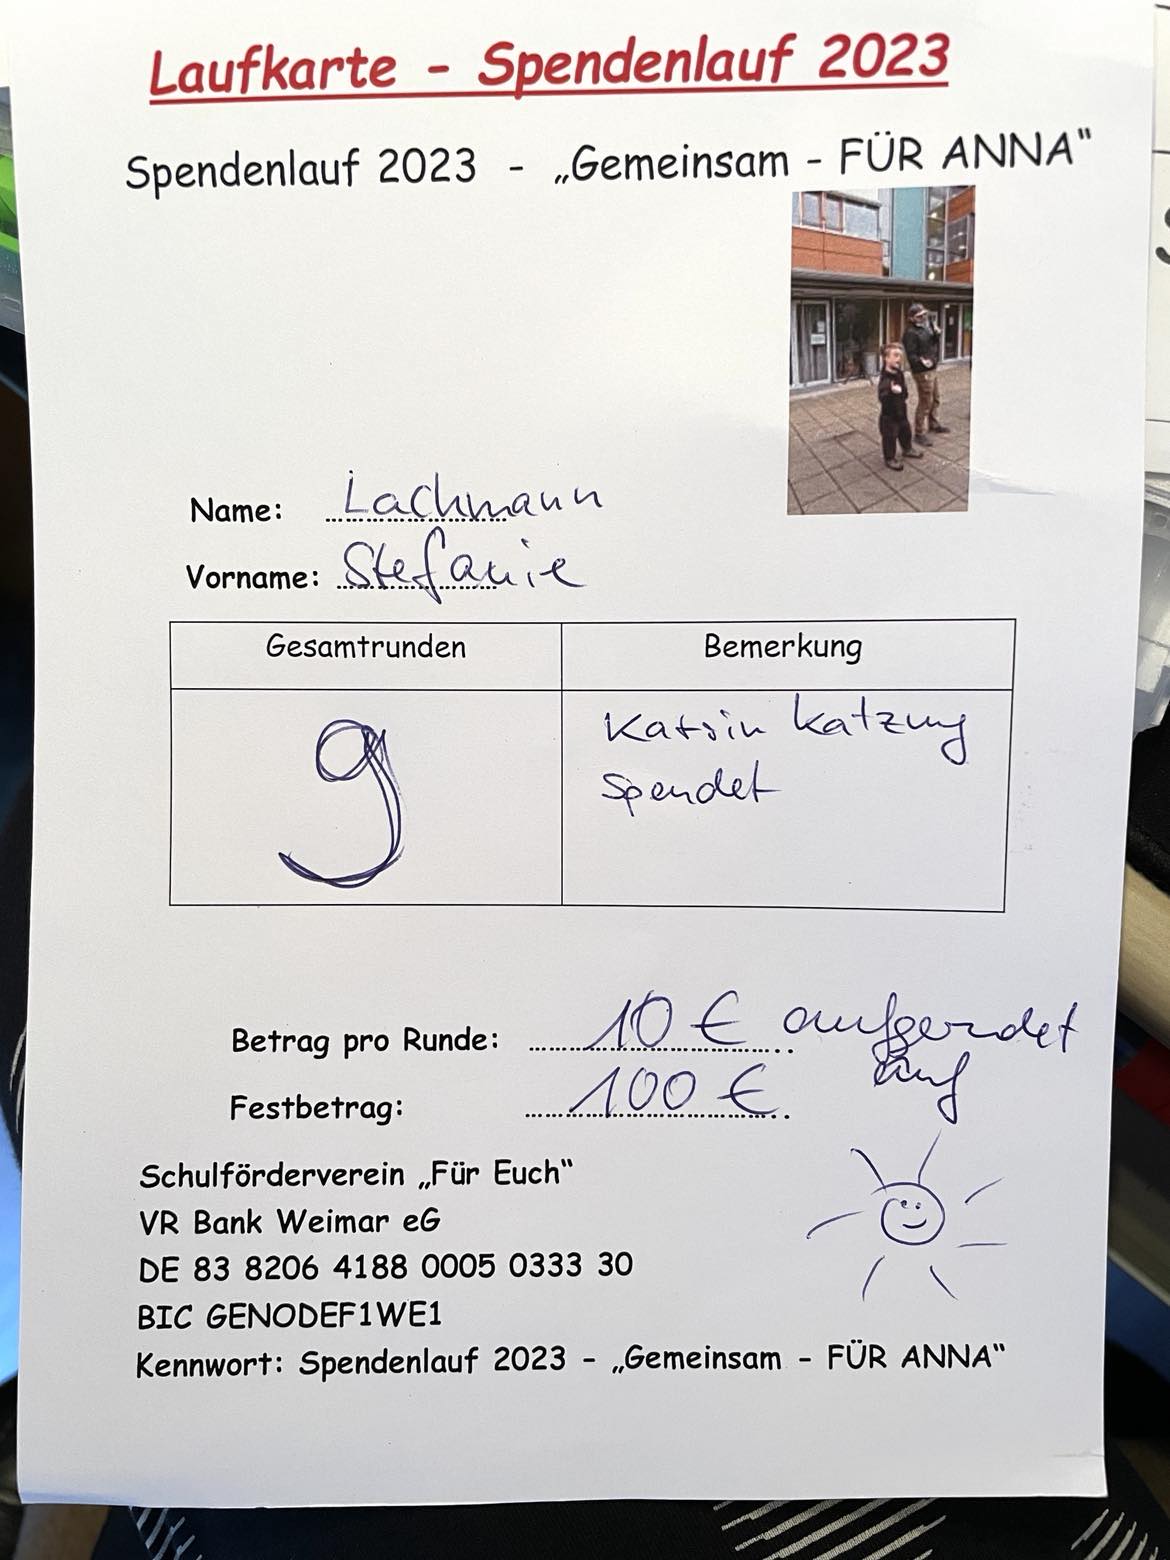 Laufkarte - Spendenlauf 2023
Spendenlauf 2023 - „Gemeinsam - FÜR ANNA“
Name: Lachmann
Vorname: Stefanie
Gesamtrunden Bemerkung
9
Katrin Katzung
spendet
Betrag pro Runde: 10 € aufgerundet
auf
Festbetrag: 100 €
Schulförderverein „Für Euch“
VR Bank Weimar eG
DE 83 8206 4188 0005 0333 30
BIC GENODEF1WE1
Kennwort: Spendenlauf 2023 - „Gemeinsam - FÜR ANNA“